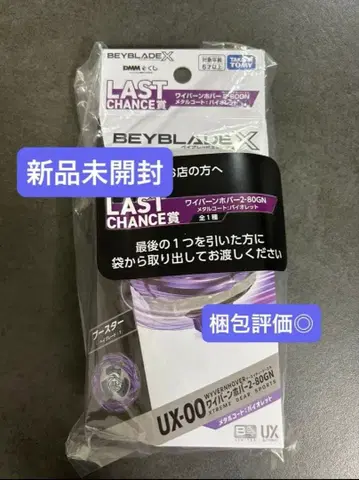 BEYBLADE X
DMMスクラッチ
対象年齢
6才以上
TAKARA
TOMY
LAST
CHANCE賞
ワイバーンホバー2-80GN
メタルコート:バイオレット
BEYBLADE X
新品未開封
お店の方へ
LAST
CHANCE賞
ワイバーンホバー2-80GN
メタルコート:バイオレット
全1種
最後の1つを引いた方に
袋から取り出してお渡しください
梱包評価◎
ブースター
UX-00
WYVERNHOVER
ワイバーンホバー2-80GN
XTREME GEAR SPORTS
メタルコート:バイオレット
UX